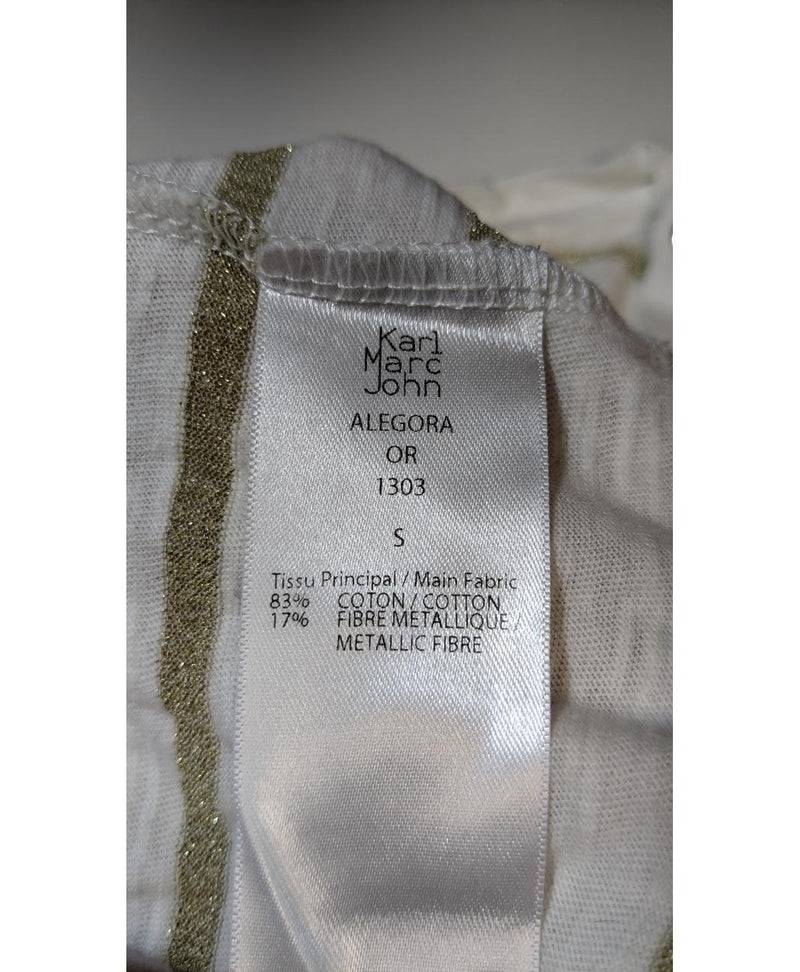 Karl
Marc
John
ALEGORA
OR
1303
S
Tissu Principal / Main Fabric
83% COTON / COTTON
17% FIBRE METALLIQUE /
METALLIC FIBRE